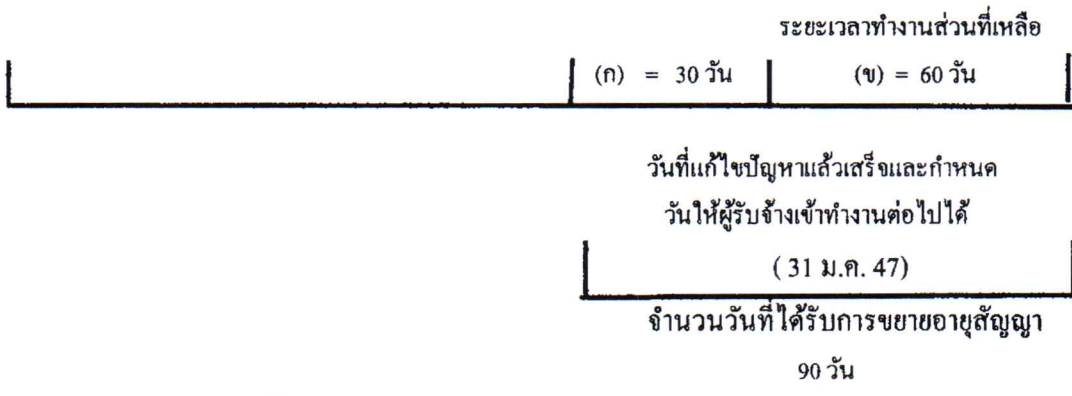 ระยะเวลาทำงานส่วนที่เหลือ
(ก) = 30 วัน (ข) = 60 วัน
วันที่แก้ไขปัญหาแล้วเสร็จและกำหนด
วันให้ผู้รับจ้างเข้าทำงานต่อไปได้
( 31 ม.ค. 47)
จำนวนวันที่ได้รับการขยายอายุสัญญา
90 วัน